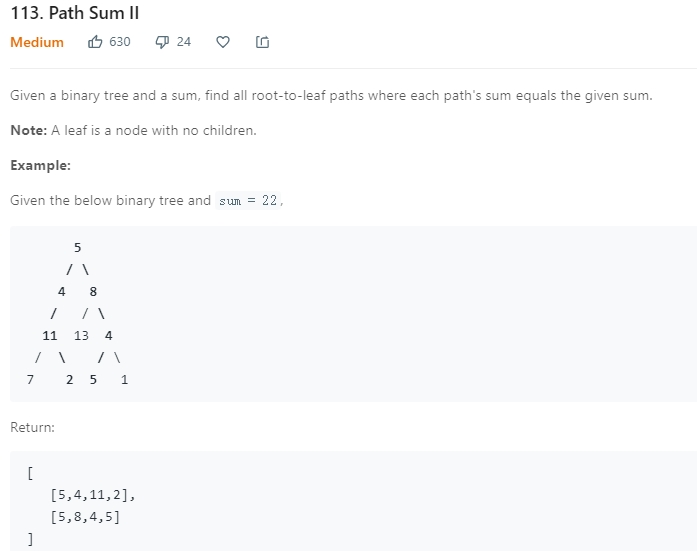 113. Path Sum II
Medium 630 24
Given a binary tree and a sum, find all root-to-leaf paths where each path's sum equals the given sum.
Note: A leaf is a node with no children.
Example:
Given the below binary tree and sum = 22,
      5
     / \
    4   8
   /   / \
  11  13  4
 /  \    / \
7    2  5   1
Return:
[
   [5,4,11,2],
   [5,8,4,5]
]